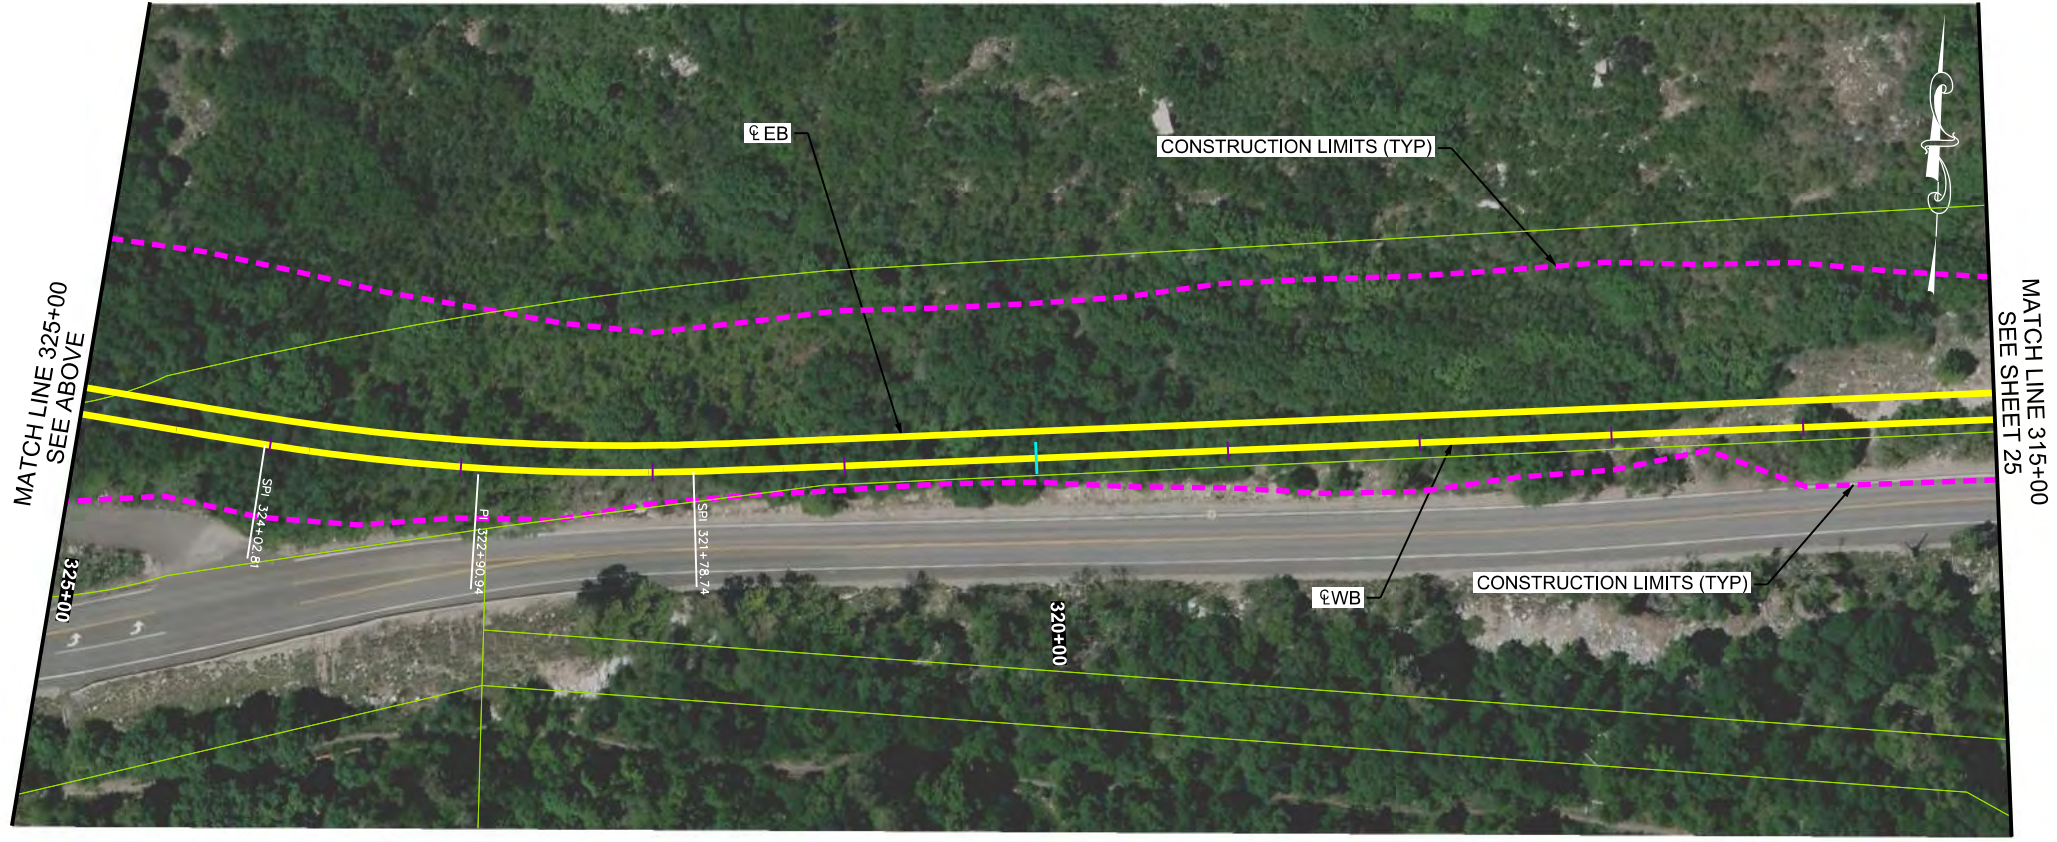 ℄ EB
CONSTRUCTION LIMITS (TYP)
MATCH LINE 325+00
SEE ABOVE
MATCH LINE 315+00
SEE SHEET 25
SPI 324+02.81
PI 322+90.94
SPI 321+78.74
325+00
320+00
℄ WB
CONSTRUCTION LIMITS (TYP)